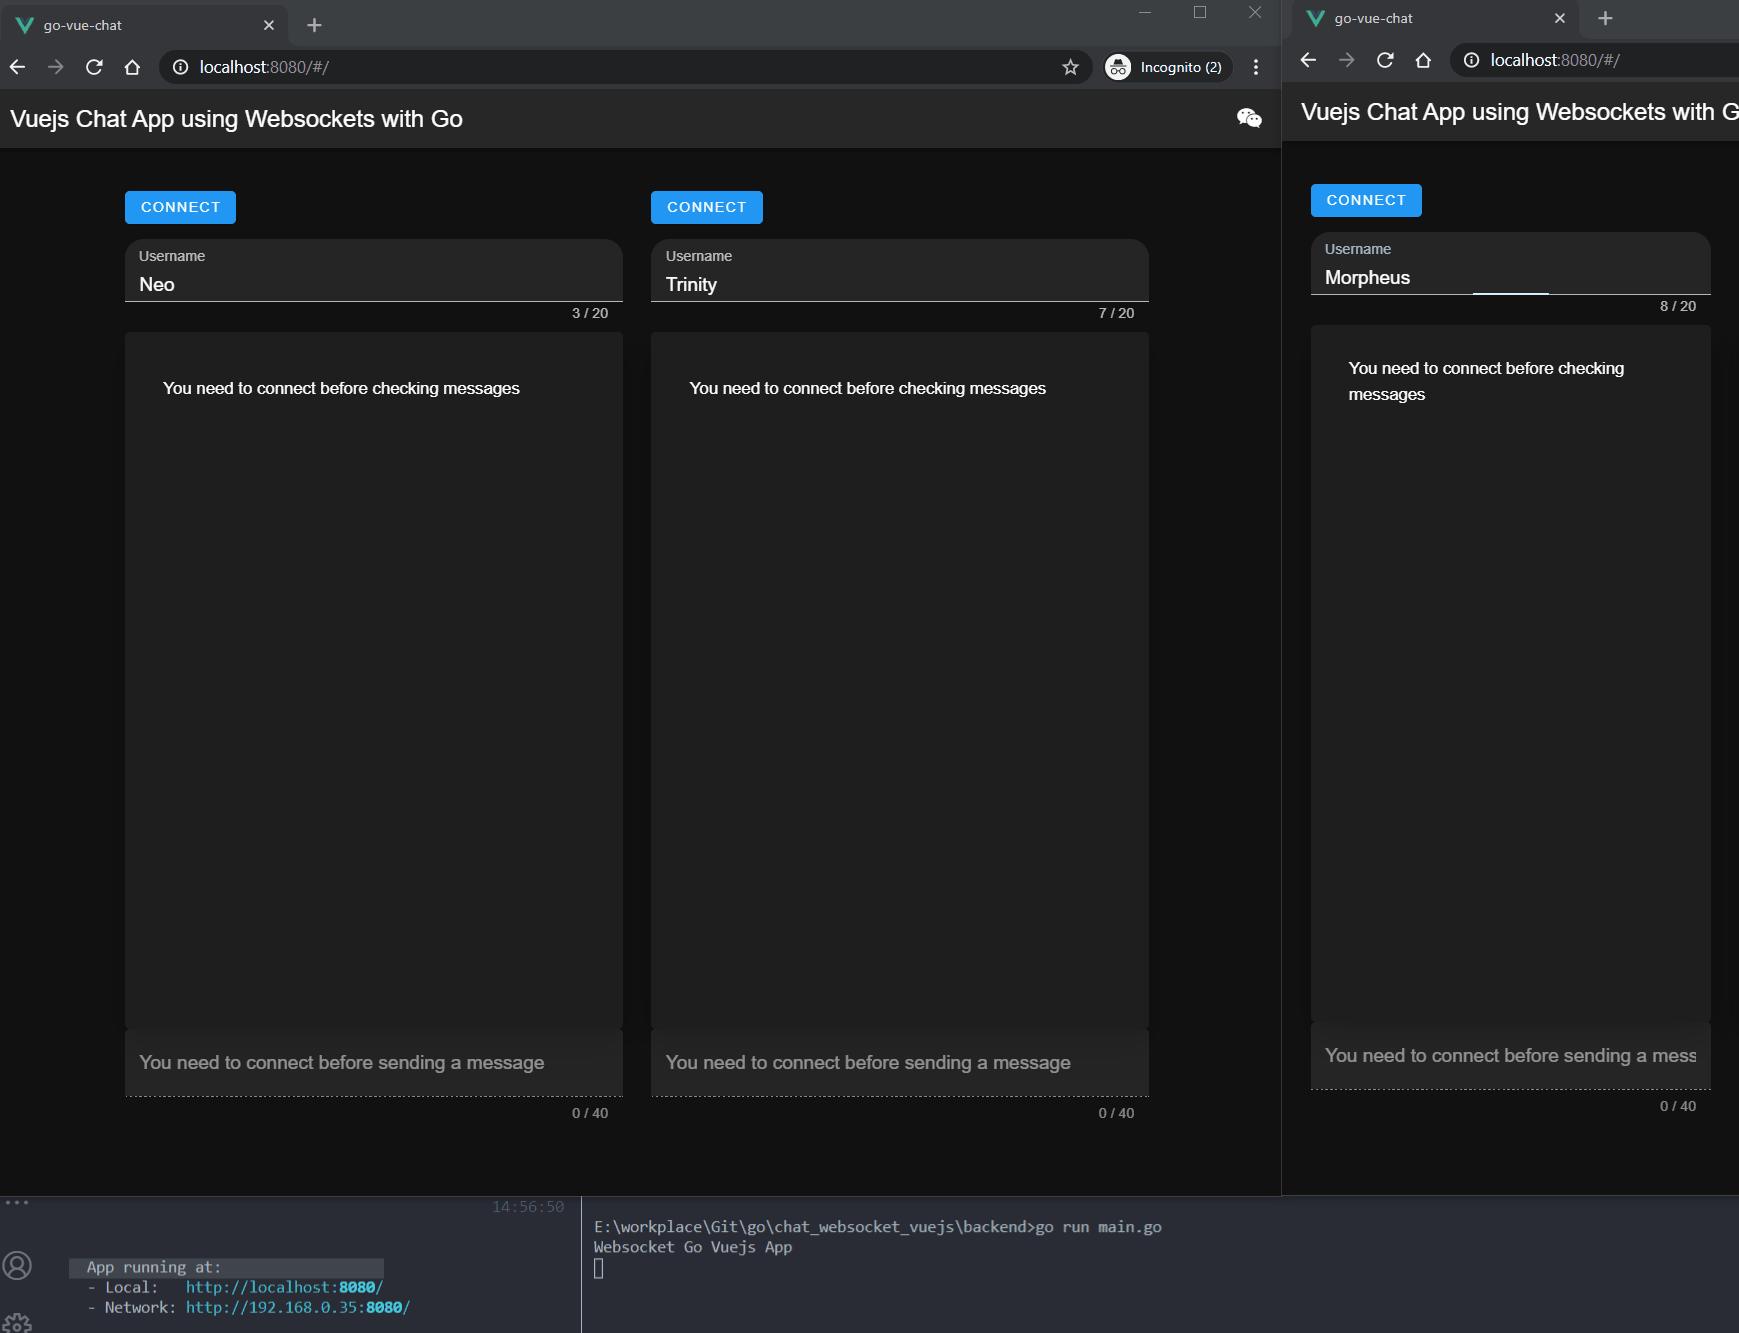 go-vue-chat
localhost:8080/#/
Incognito (2)
Vuejs Chat App using Websockets with Go
CONNECT
Username
Neo
3 / 20
You need to connect before checking messages
You need to connect before sending a message
0 / 40
CONNECT
Username
Trinity
7 / 20
You need to connect before checking messages
You need to connect before sending a message
0 / 40
go-vue-chat
localhost:8080/#/
Vuejs Chat App using Websockets with G
CONNECT
Username
Morpheus
8 / 20
You need to connect before checking
messages
You need to connect before sending a mess
0 / 40
14:56:50
App running at:
- Local: http://localhost:8080/
- Network: http://192.168.0.35:8080/
E:\workplace\Git\go\chat_websocket_vuejs\backend>go run main.go
Websocket Go Vuejs App